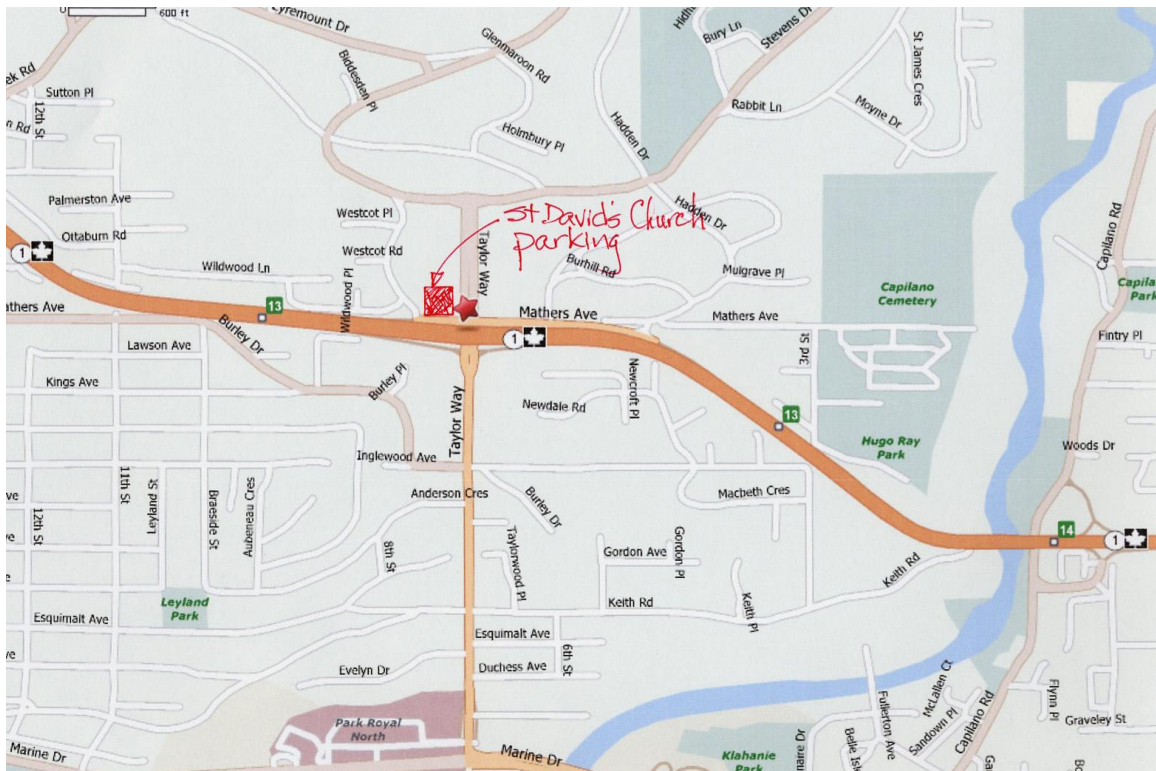 0
600 ft
Eyremount Dr
Glenmaroon Rd
Bury Ln
Stevens Dr
St James Cres
Biddesden Pl
Sutton Pl
12th St
Rabbit Ln
Moyne Dr
Holmbury Pl
Hadden Dr
Palmerston Ave
Westcot Pl
St David's Church
parking
Hadden Dr
Capilano Rd
Ottaburn Rd
Westcot Rd
Taylor Way
1
Wildwood Ln
Burhill Rd
Mulgrave Pl
Capilano
Cemetery
Park
Wildwood Pl
13
Mathers Ave
Mathers Ave
Mathers Ave
Burley Dr
1
3rd St
Fintry Pl
Lawson Ave
Kings Ave
Burley Pl
Taylor Way
Newcroft Pl
Newdale Rd
13
Hugo Ray
Park
Woods Dr
Inglewood Ave
11th St
12th St
Leyland St
Braeside St
Aubeneau Cres
Anderson Cres
Burley Dr
Macbeth Cres
14
1
8th St
Taylorwood Pl
Gordon Ave
Gordon Pl
Keith Rd
Leyland
Park
Keith Rd
Keith Pl
Esquimalt Ave
Esquimalt Ave
6th St
Evelyn Dr
Duchess Ave
Fullerton Ave
McLallen Ct
Sandown Pl
Capilano Rd
Flynn Pl
Graveley St
Park Royal
North
Marine Dr
Marine Dr
Klahanie
Park